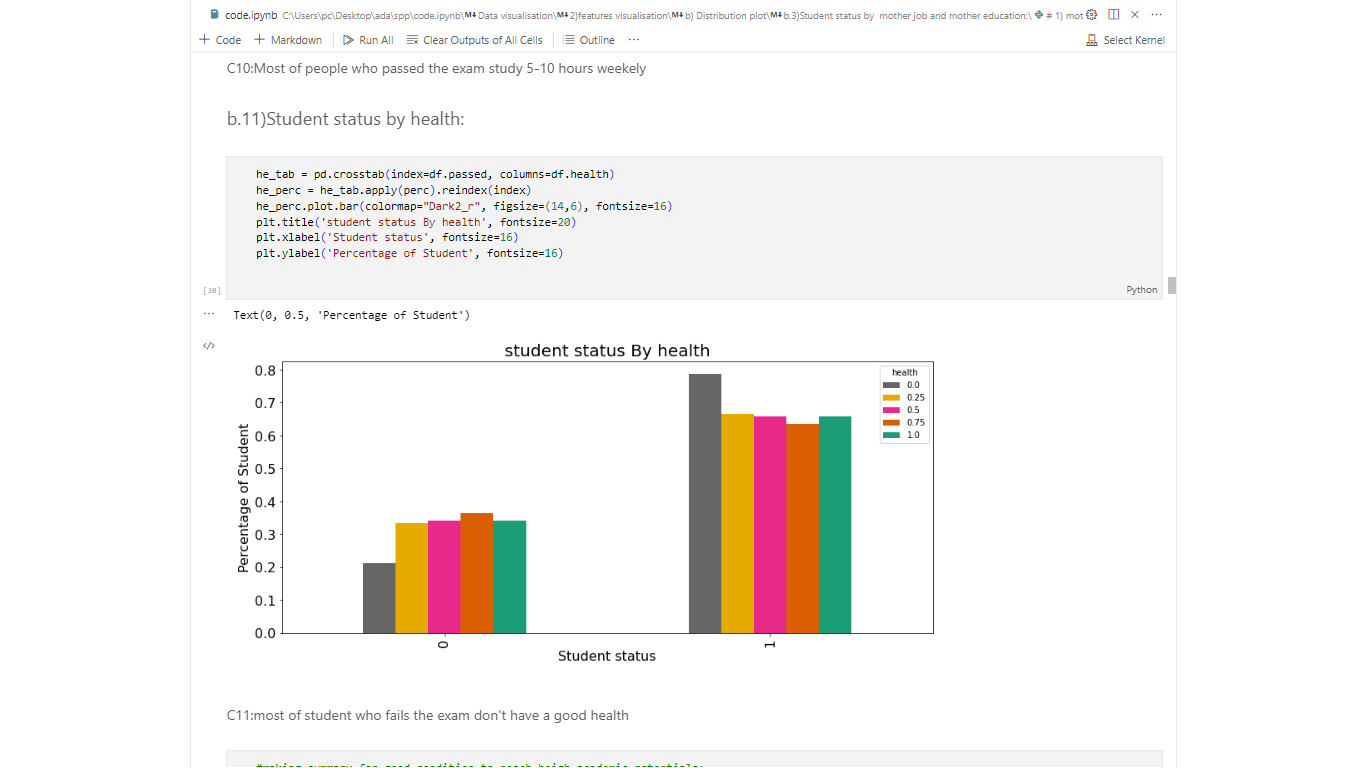 code.ipynb C:\Users\pc\Desktop\ada\spp\code.ipynb\M↓Data visualisation\M↓2)features visualisation\M↓b) Distribution plot\M↓b.3)Student status by mother job and mother education:\ # 1) mot
+ Code + Markdown Run All Clear Outputs of All Cells Outline ··· Select Kernel
C10:Most of people who passed the exam study 5-10 hours weekely
b.11)Student status by health:
he_tab = pd.crosstab(index=df.passed, columns=df.health)
he_perc = he_tab.apply(perc).reindex(index)
he_perc.plot.bar(colormap="Dark2_r", figsize=(14,6), fontsize=16)
plt.title('student status By health', fontsize=20)
plt.xlabel('Student status', fontsize=16)
plt.ylabel('Percentage of Student', fontsize=16)
[30]
Python
··· Text(0, 0.5, 'Percentage of Student')
</>
student status By health
health
0.0
0.25
0.5
0.75
1.0
Percentage of Student
0.8
0.7
0.6
0.5
0.4
0.3
0.2
0.1
0.0
0 1
Student status
C11:most of student who fails the exam don't have a good health